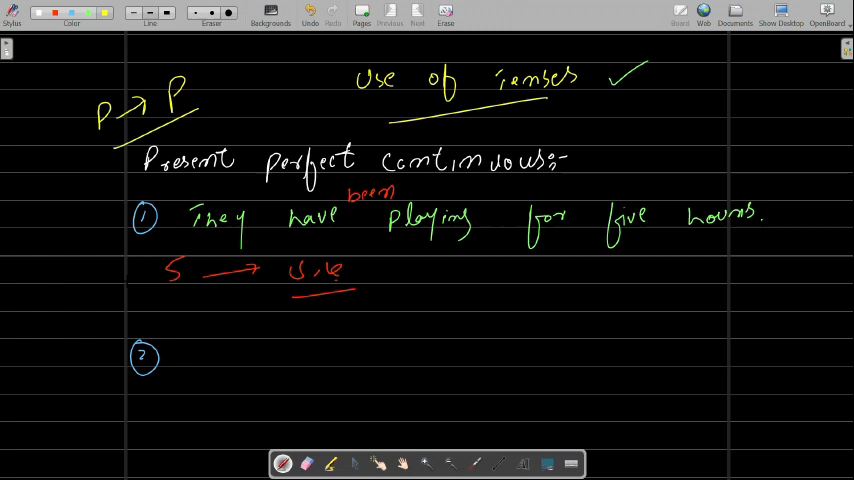 Stylus Color Line Eraser Backgrounds Undo Redo Pages Previous Next Erase Board Web Documents Show Desktop OpenBoard
Use of Tenses
P → P
Present perfect continuous:-
been
1 They have playing for five hours.
S →
2